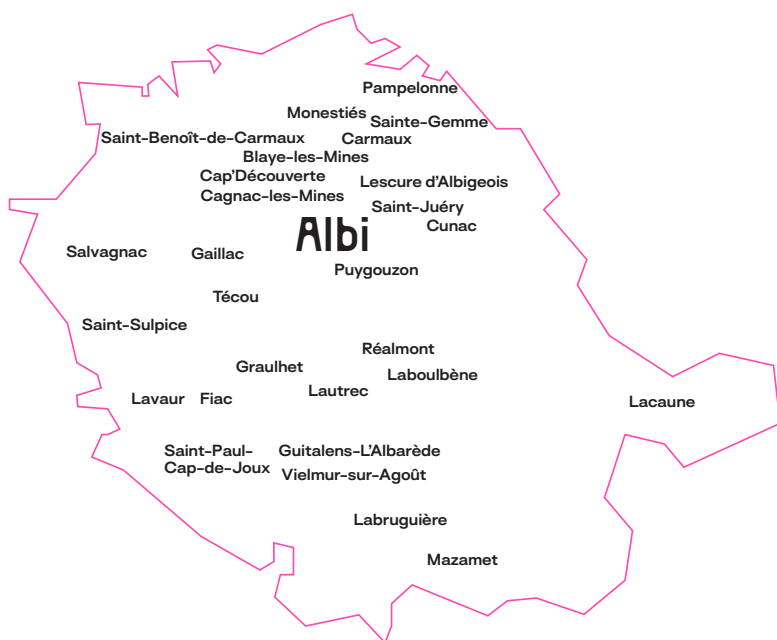 Pampelonne
Monestiés
Sainte-Gemme
Saint-Benoît-de-Carmaux
Carmaux
Blaye-les-Mines
Cap'Découverte
Lescure d'Albigeois
Cagnac-les-Mines
Saint-Juéry
Cunac
Albi
Salvagnac
Gaillac
Puygouzon
Técou
Saint-Sulpice
Réalmont
Graulhet
Laboulbène
Lautrec
Lavaur
Fiac
Lacaune
Saint-Paul-
Cap-de-Joux
Guitalens-L'Albarède
Vielmur-sur-Agoût
Labruguière
Mazamet